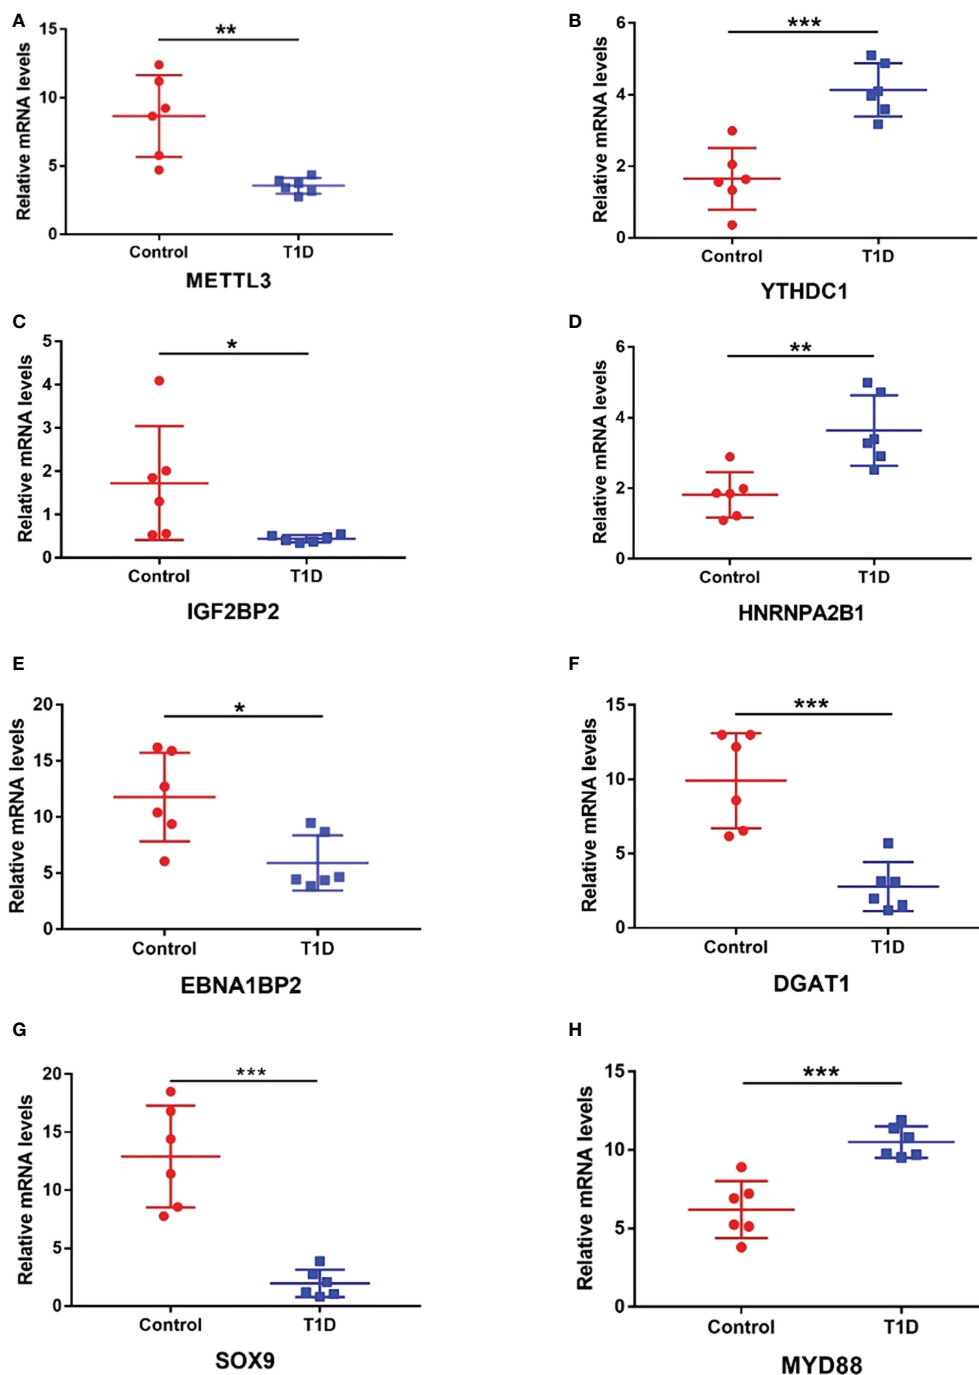 A
Relative mRNA levels
15
10
5
0
**
Control
T1D
METTL3
B
Relative mRNA levels
6
4
2
0
***
Control
T1D
YTHDC1
C
Relative mRNA levels
5
4
3
2
1
0
*
Control
T1D
IGF2BP2
D
Relative mRNA levels
6
4
2
0
**
Control
T1D
HNRNPA2B1
E
Relative mRNA levels
20
15
10
5
0
*
Control
T1D
EBNA1BP2
F
Relative mRNA levels
15
10
5
0
***
Control
T1D
DGAT1
G
Relative mRNA levels
20
15
10
5
0
***
Control
T1D
SOX9
H
Relative mRNA levels
15
10
5
0
***
Control
T1D
MYD88